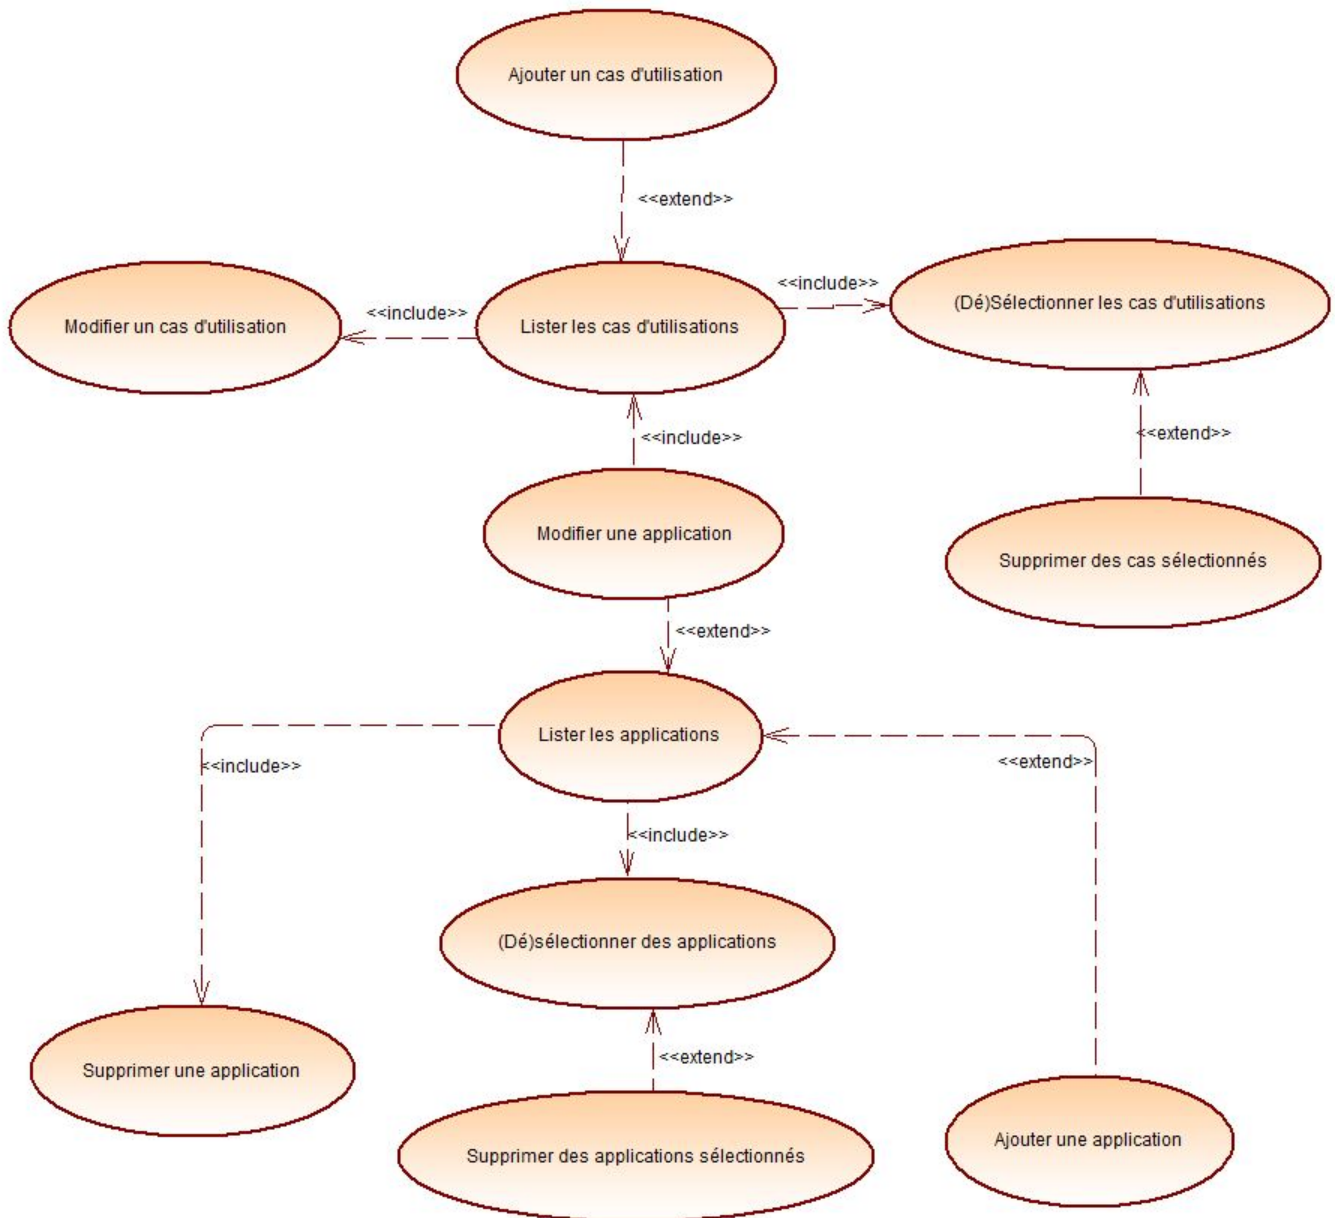 Ajouter un cas d'utilisation
<<extend>>
<<include>>
(Dé)Sélectionner les cas d'utilisations
<<include>>
Modifier un cas d'utilisation
Lister les cas d'utilisations
<<include>>
<<extend>>
Modifier une application
Supprimer des cas sélectionnés
<<extend>>
Lister les applications
<<include>>
<<extend>>
<<include>>
(Dé)sélectionner des applications
<<extend>>
Supprimer une application
Supprimer des applications sélectionnés
Ajouter une application